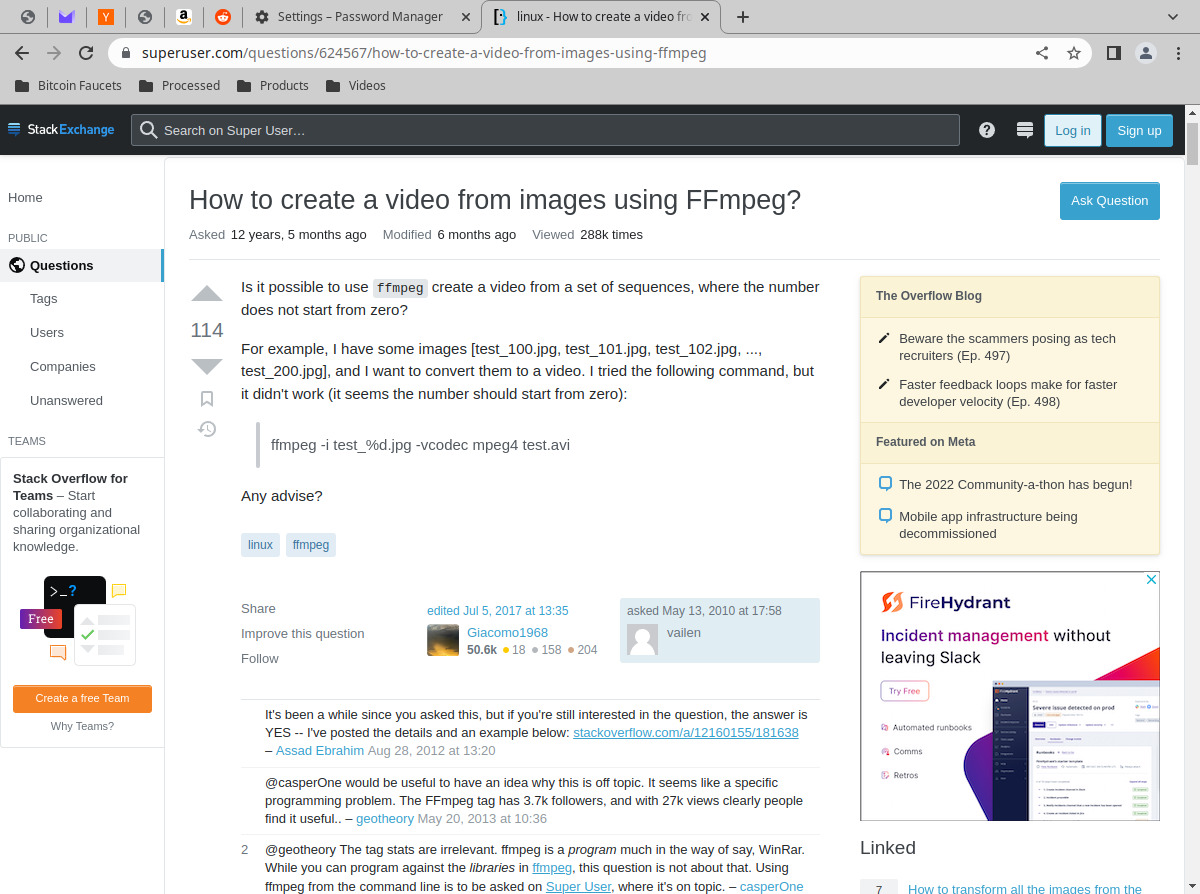 Settings – Password Manager
linux - How to create a video fro
superuser.com/questions/624567/how-to-create-a-video-from-images-using-ffmpeg
Bitcoin Faucets
Processed
Products
Videos
StackExchange
Search on Super User…
Log in
Sign up
Home
PUBLIC
Questions
Tags
Users
Companies
Unanswered
TEAMS
Stack Overflow for
Teams – Start
collaborating and
sharing organizational
knowledge.
>_?
Free
Create a free Team
Why Teams?
How to create a video from images using FFmpeg?
Ask Question
Asked 12 years, 5 months ago Modified 6 months ago Viewed 288k times
114
Is it possible to use ffmpeg create a video from a set of sequences, where the number
does not start from zero?
For example, I have some images [test_100.jpg, test_101.jpg, test_102.jpg, ...,
test_200.jpg], and I want to convert them to a video. I tried the following command, but
it didn't work (it seems the number should start from zero):
ffmpeg -i test_%d.jpg -vcodec mpeg4 test.avi
Any advise?
linux
ffmpeg
Share
Improve this question
Follow
edited Jul 5, 2017 at 13:35
Giacomo1968
50.6k 18 158 204
asked May 13, 2010 at 17:58
vailen
It's been a while since you asked this, but if you're still interested in the question, the answer is
YES -- I've posted the details and an example below: stackoverflow.com/a/12160155/181638
– Assad Ebrahim Aug 28, 2012 at 13:20
@casperOne would be useful to have an idea why this is off topic. It seems like a specific
programming problem. The FFmpeg tag has 3.7k followers, and with 27k views clearly people
find it useful.. – geotheory May 20, 2013 at 10:36
2 @geotheory The tag stats are irrelevant. ffmpeg is a program much in the way of say, WinRar.
While you can program against the libraries in ffmpeg, this question is not about that. Using
ffmpeg from the command line is to be asked on Super User, where it's on topic. – casperOne
The Overflow Blog
Beware the scammers posing as tech
recruiters (Ep. 497)
Faster feedback loops make for faster
developer velocity (Ep. 498)
Featured on Meta
The 2022 Community-a-thon has begun!
Mobile app infrastructure being
decommissioned
FireHydrant
Incident management without
leaving Slack
Try Free
Automated runbooks
Comms
Retros
Severe issue detected on prod
Runbooks
Linked
7 How to transform all the images from the